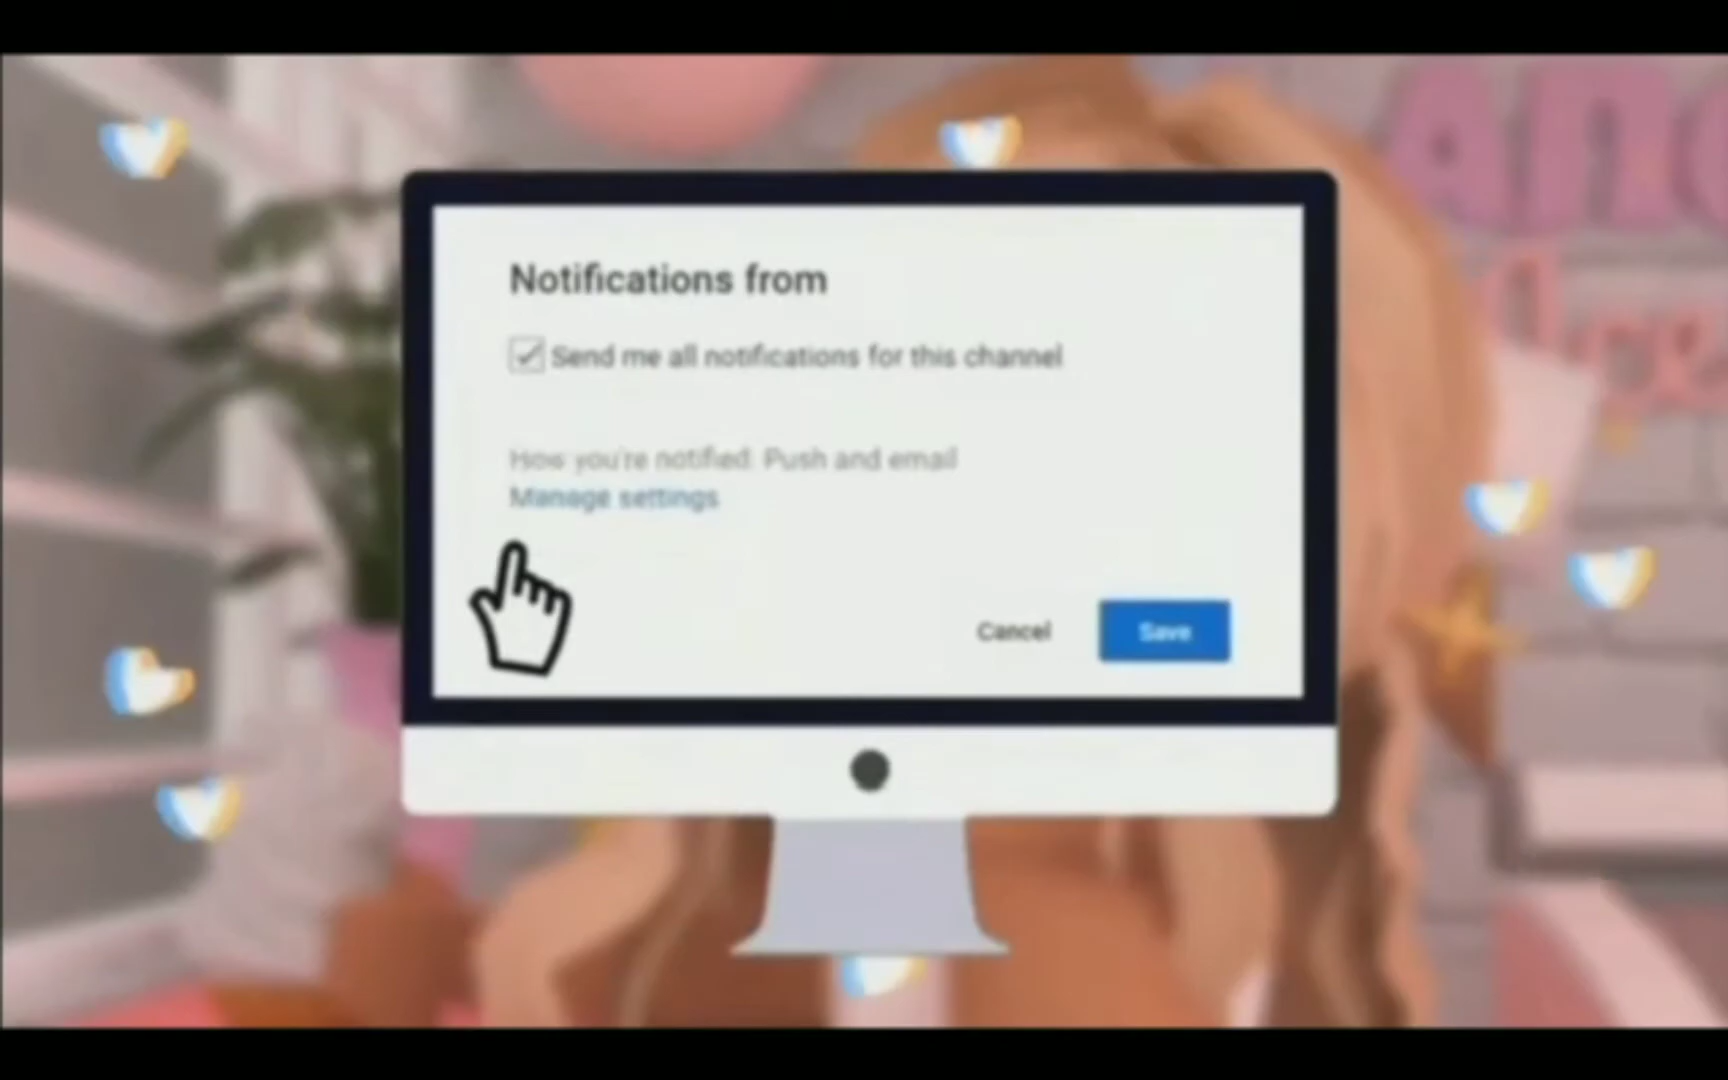 Notifications from
Send me all notifications for this channel
How you're notified: Push and email
Manage settings
Cancel
Save